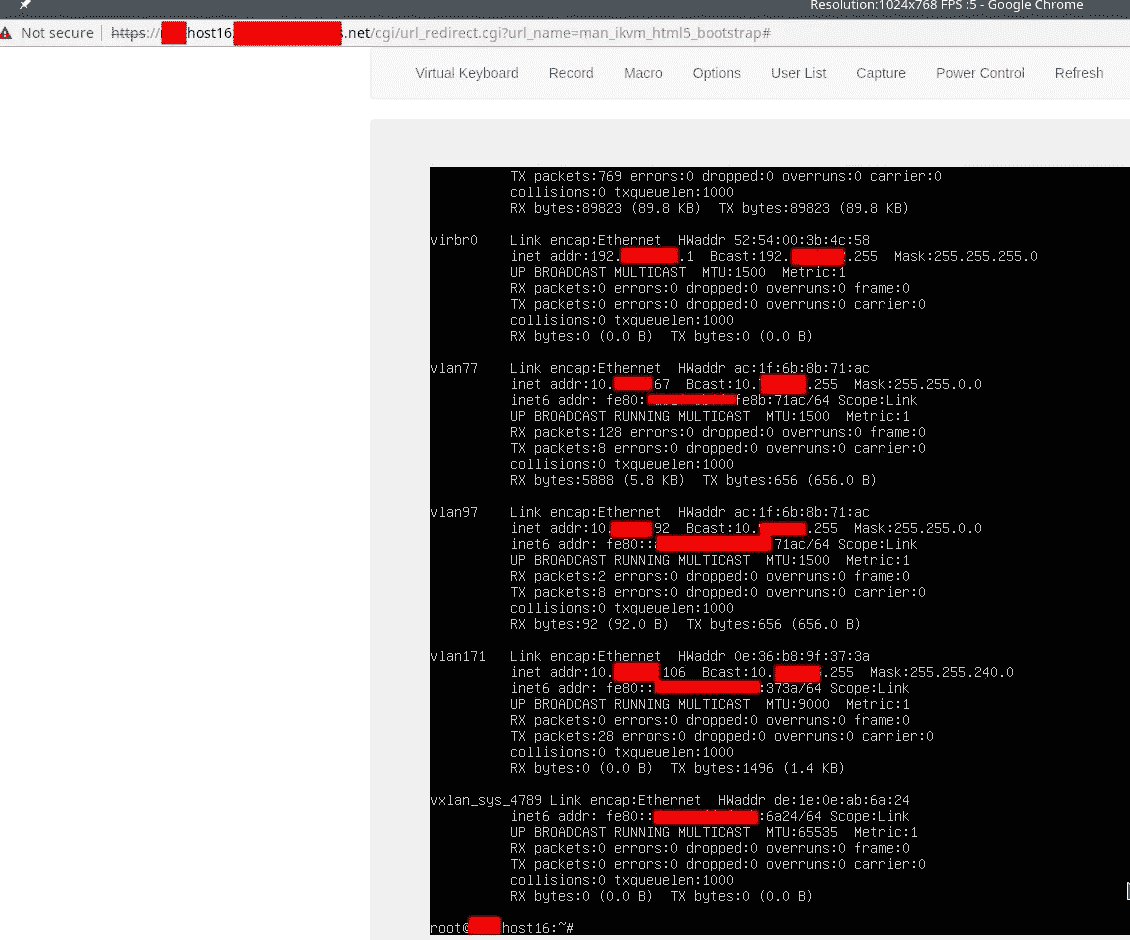 Resolution:1024x768 FPS :5 - Google Chrome
Not secure https:// host16 .net/cgi/url_redirect.cgi?url_name=man_ikvm_html5_bootstrap#
Virtual Keyboard Record Macro Options User List Capture Power Control Refresh
TX packets:769 errors:0 dropped:0 overruns:0 carrier:0
collisions:0 txqueuelen:1000
RX bytes:89823 (89.8 KB) TX bytes:89823 (89.8 KB)
virbr0 Link encap:Ethernet HWaddr 52:54:00:3b:4c:58
inet addr:192. .1 Bcast:192. .255 Mask:255.255.255.0
UP BROADCAST MULTICAST MTU:1500 Metric:1
RX packets:0 errors:0 dropped:0 overruns:0 frame:0
TX packets:0 errors:0 dropped:0 overruns:0 carrier:0
collisions:0 txqueuelen:1000
RX bytes:0 (0.0 B) TX bytes:0 (0.0 B)
vlan77 Link encap:Ethernet HWaddr ac:1f:6b:8b:71:ac
inet addr:10. 67 Bcast:10. .255 Mask:255.255.0.0
inet6 addr: fe80: fe8b:71ac/64 Scope:Link
UP BROADCAST RUNNING MULTICAST MTU:1500 Metric:1
RX packets:128 errors:0 dropped:0 overruns:0 frame:0
TX packets:8 errors:0 dropped:0 overruns:0 carrier:0
collisions:0 txqueuelen:1000
RX bytes:5888 (5.8 KB) TX bytes:656 (656.0 B)
vlan97 Link encap:Ethernet HWaddr ac:1f:6b:8b:71:ac
inet addr:10. 92 Bcast:10. .255 Mask:255.255.0.0
inet6 addr: fe80:: 71ac/64 Scope:Link
UP BROADCAST RUNNING MULTICAST MTU:1500 Metric:1
RX packets:2 errors:0 dropped:0 overruns:0 frame:0
TX packets:8 errors:0 dropped:0 overruns:0 carrier:0
collisions:0 txqueuelen:1000
RX bytes:92 (92.0 B) TX bytes:656 (656.0 B)
vlan171 Link encap:Ethernet HWaddr 0e:36:b8:9f:37:3a
inet addr:10. 106 Bcast:10. .255 Mask:255.255.240.0
inet6 addr: fe80:: :373a/64 Scope:Link
UP BROADCAST RUNNING MULTICAST MTU:9000 Metric:1
RX packets:0 errors:0 dropped:0 overruns:0 frame:0
TX packets:28 errors:0 dropped:0 overruns:0 carrier:0
collisions:0 txqueuelen:1000
RX bytes:0 (0.0 B) TX bytes:1496 (1.4 KB)
vxlan_sys_4789 Link encap:Ethernet HWaddr de:1e:0e:ab:6a:24
inet6 addr: fe80:: :6a24/64 Scope:Link
UP BROADCAST RUNNING MULTICAST MTU:65535 Metric:1
RX packets:0 errors:0 dropped:0 overruns:0 frame:0
TX packets:0 errors:0 dropped:0 overruns:0 carrier:0
collisions:0 txqueuelen:1000
RX bytes:0 (0.0 B) TX bytes:0 (0.0 B)
root@ host16:~#